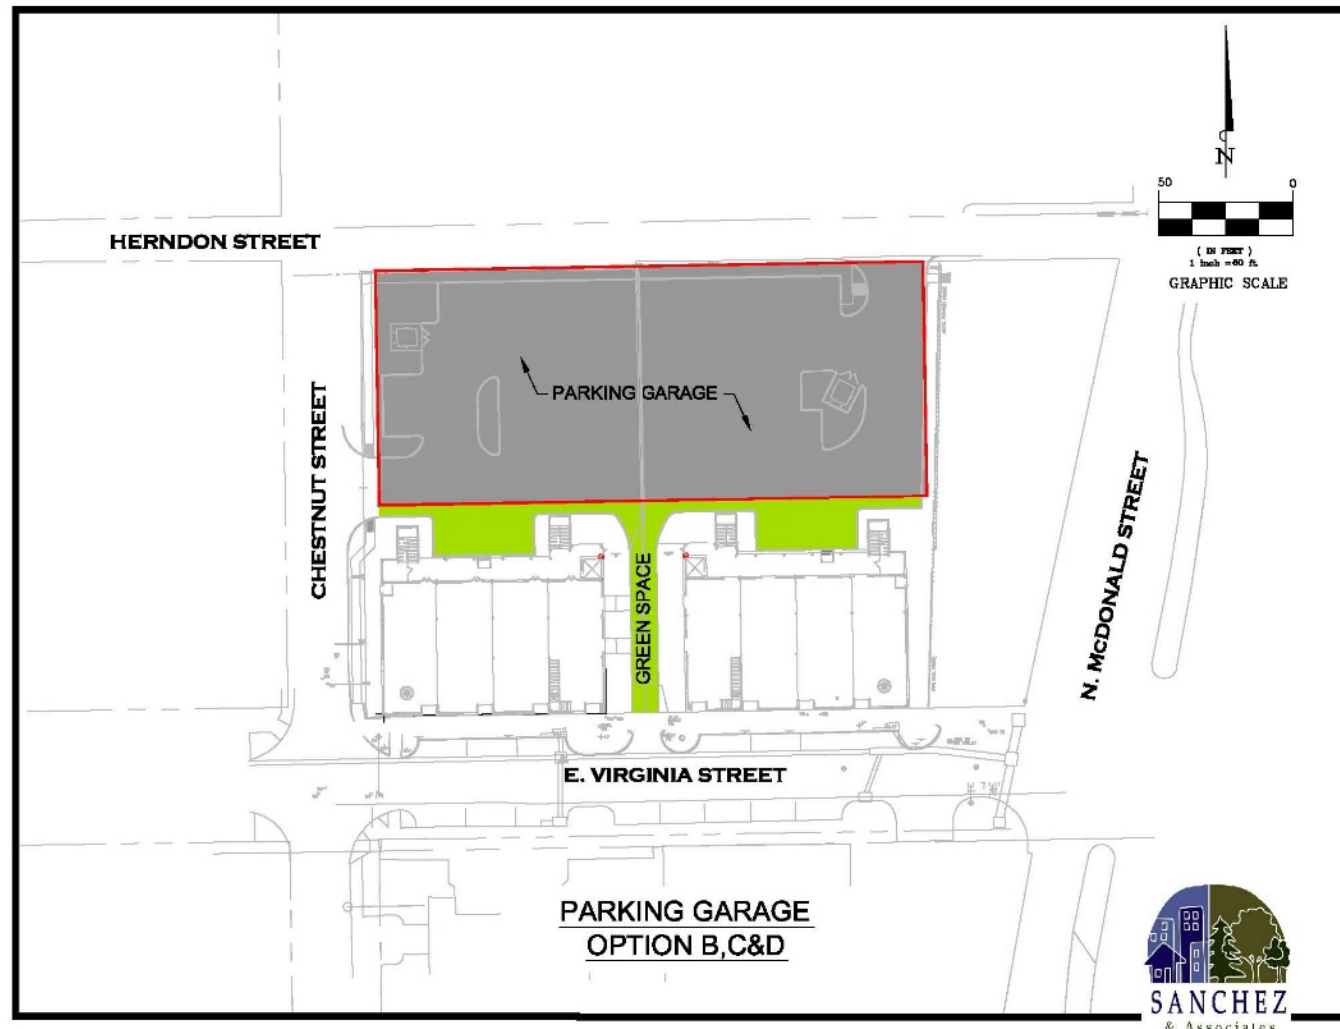 N
50 0
( IN FEET )
1 inch = 60 ft.
GRAPHIC SCALE
HERNDON STREET
CHESTNUT STREET
PARKING GARAGE
GREEN SPACE
N. McDONALD STREET
E. VIRGINIA STREET
PARKING GARAGE
OPTION B,C&D
SANCHEZ
& Associates